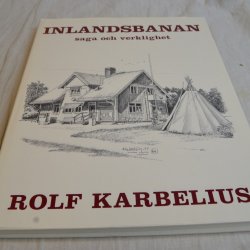 INLANDSBANAN
saga och verklighet
ROLF KARBELIUS